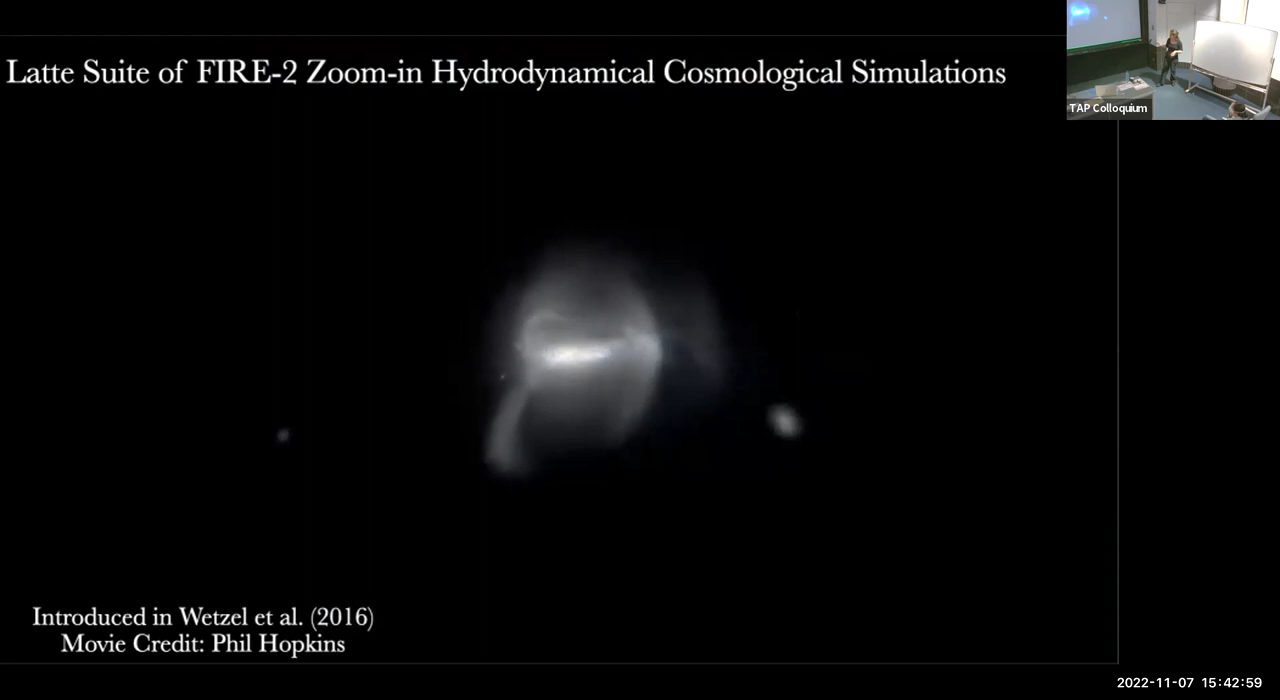 Latte Suite of FIRE-2 Zoom-in Hydrodynamical Cosmological Simulations
TAP Colloquium
Introduced in Wetzel et al. (2016)
Movie Credit: Phil Hopkins
2022-11-07 15:42:59